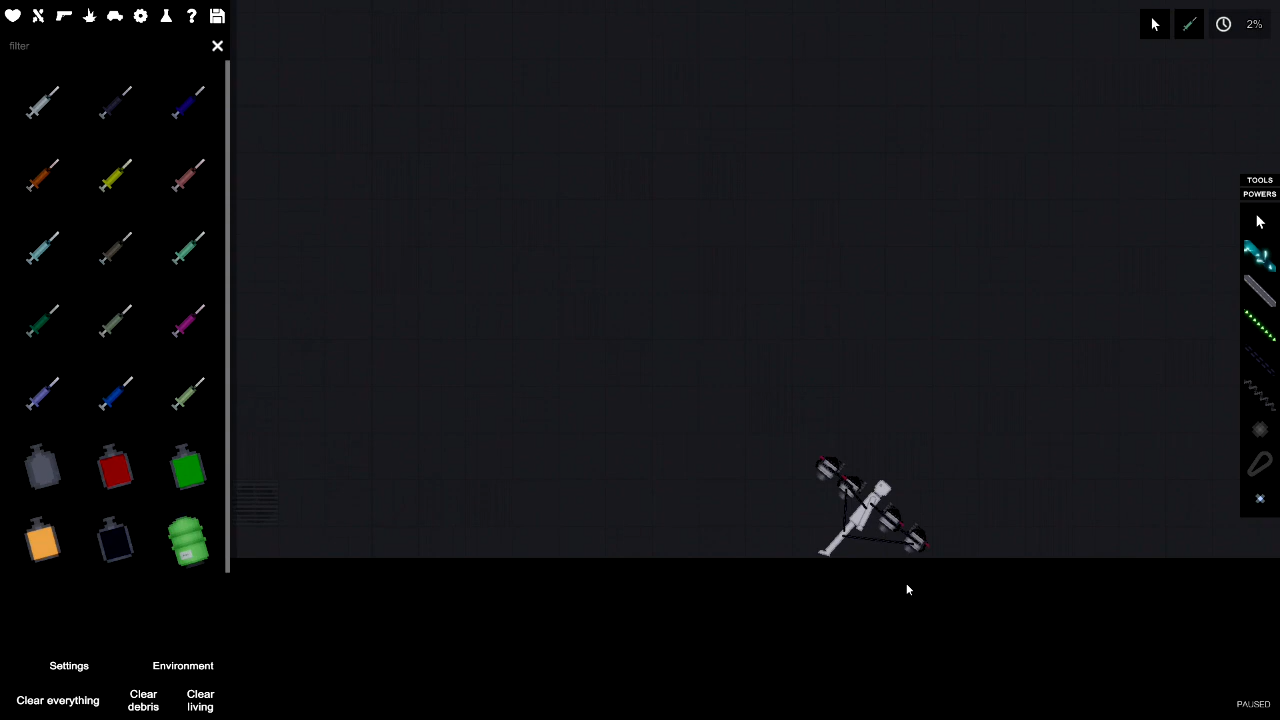 filter
2%
TOOLS
POWERS
Settings
Environment
Clear everything
Clear debris
Clear living
PAUSED